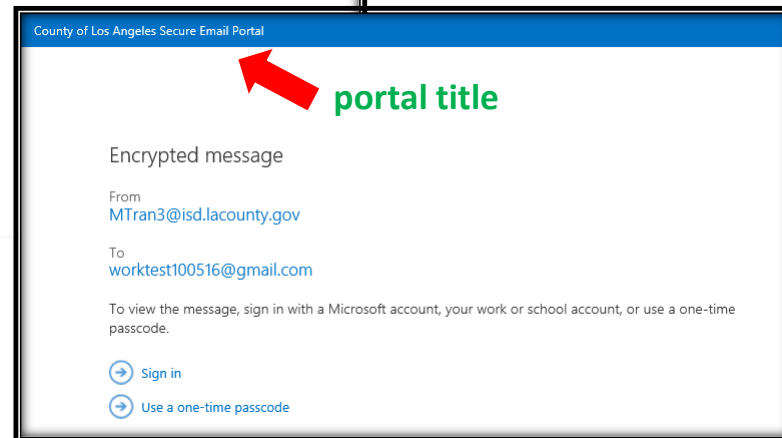 County of Los Angeles Secure Email Portal
portal title
Encrypted message
From
MTran3@isd.lacounty.gov
To
worktest100516@gmail.com
To view the message, sign in with a Microsoft account, your work or school account, or use a one-time
passcode.
Sign in
Use a one-time passcode